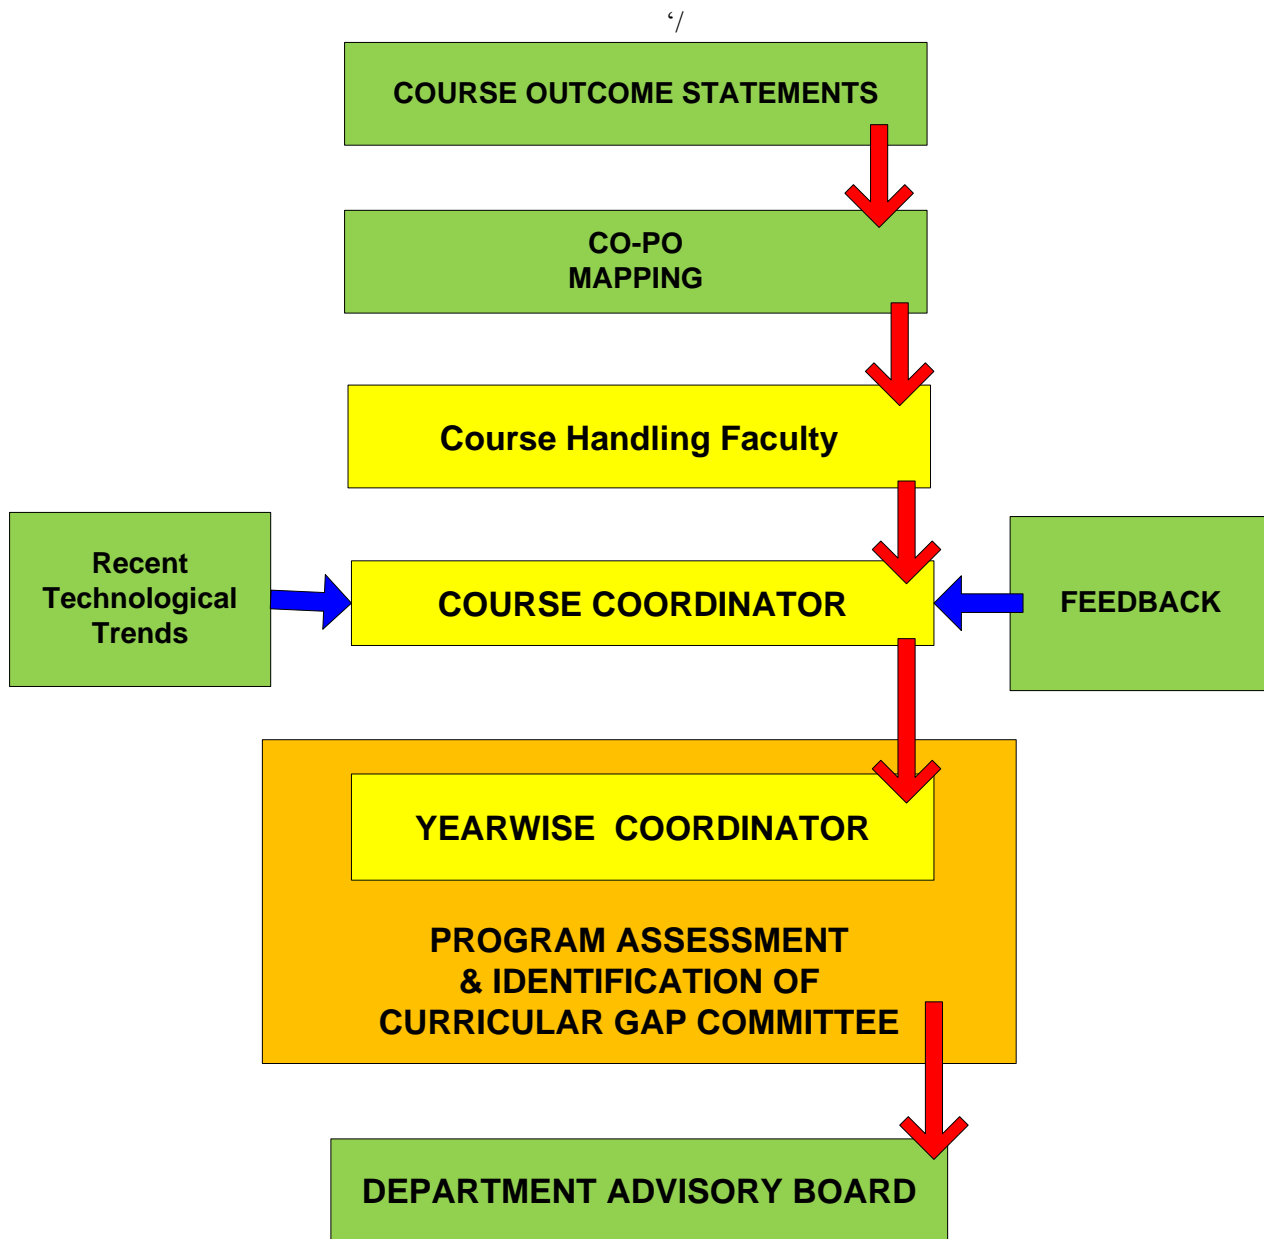 ‘/
COURSE OUTCOME STATEMENTS
CO-PO
MAPPING
Course Handling Faculty
Recent
Technological
Trends
COURSE COORDINATOR
FEEDBACK
YEARWISE  COORDINATOR
PROGRAM ASSESSMENT
& IDENTIFICATION OF
CURRICULAR GAP COMMITTEE
DEPARTMENT ADVISORY BOARD